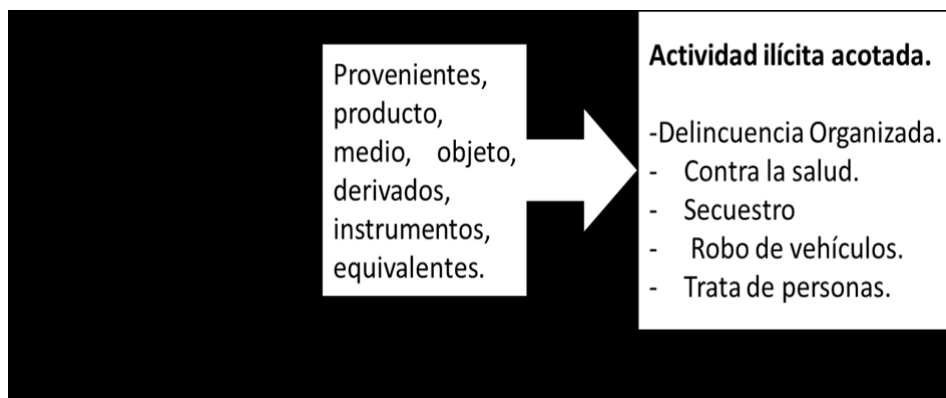 Provenientes,
producto,
medio, objeto,
derivados,
instrumentos,
equivalentes.
Actividad ilícita acotada.
-Delincuencia Organizada.
- Contra la salud.
- Secuestro
- Robo de vehículos.
- Trata de personas.